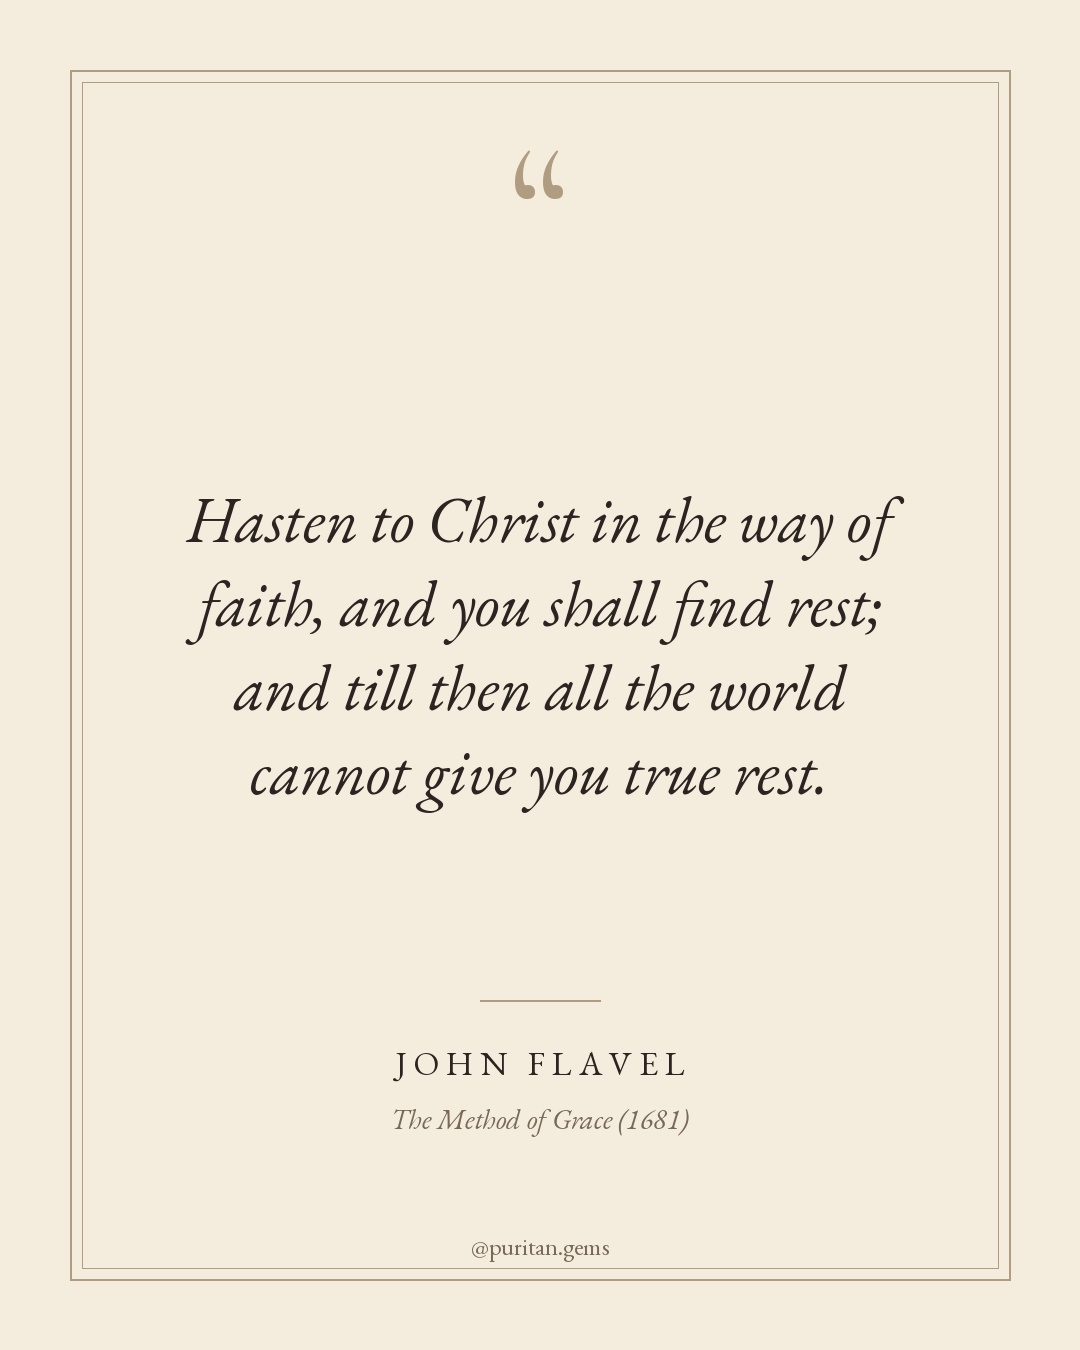 “
Hasten to Christ in the way of
faith, and you shall find rest;
and till then all the world
cannot give you true rest.
JOHN FLAVEL
The Method of Grace (1681)
@puritan.gems